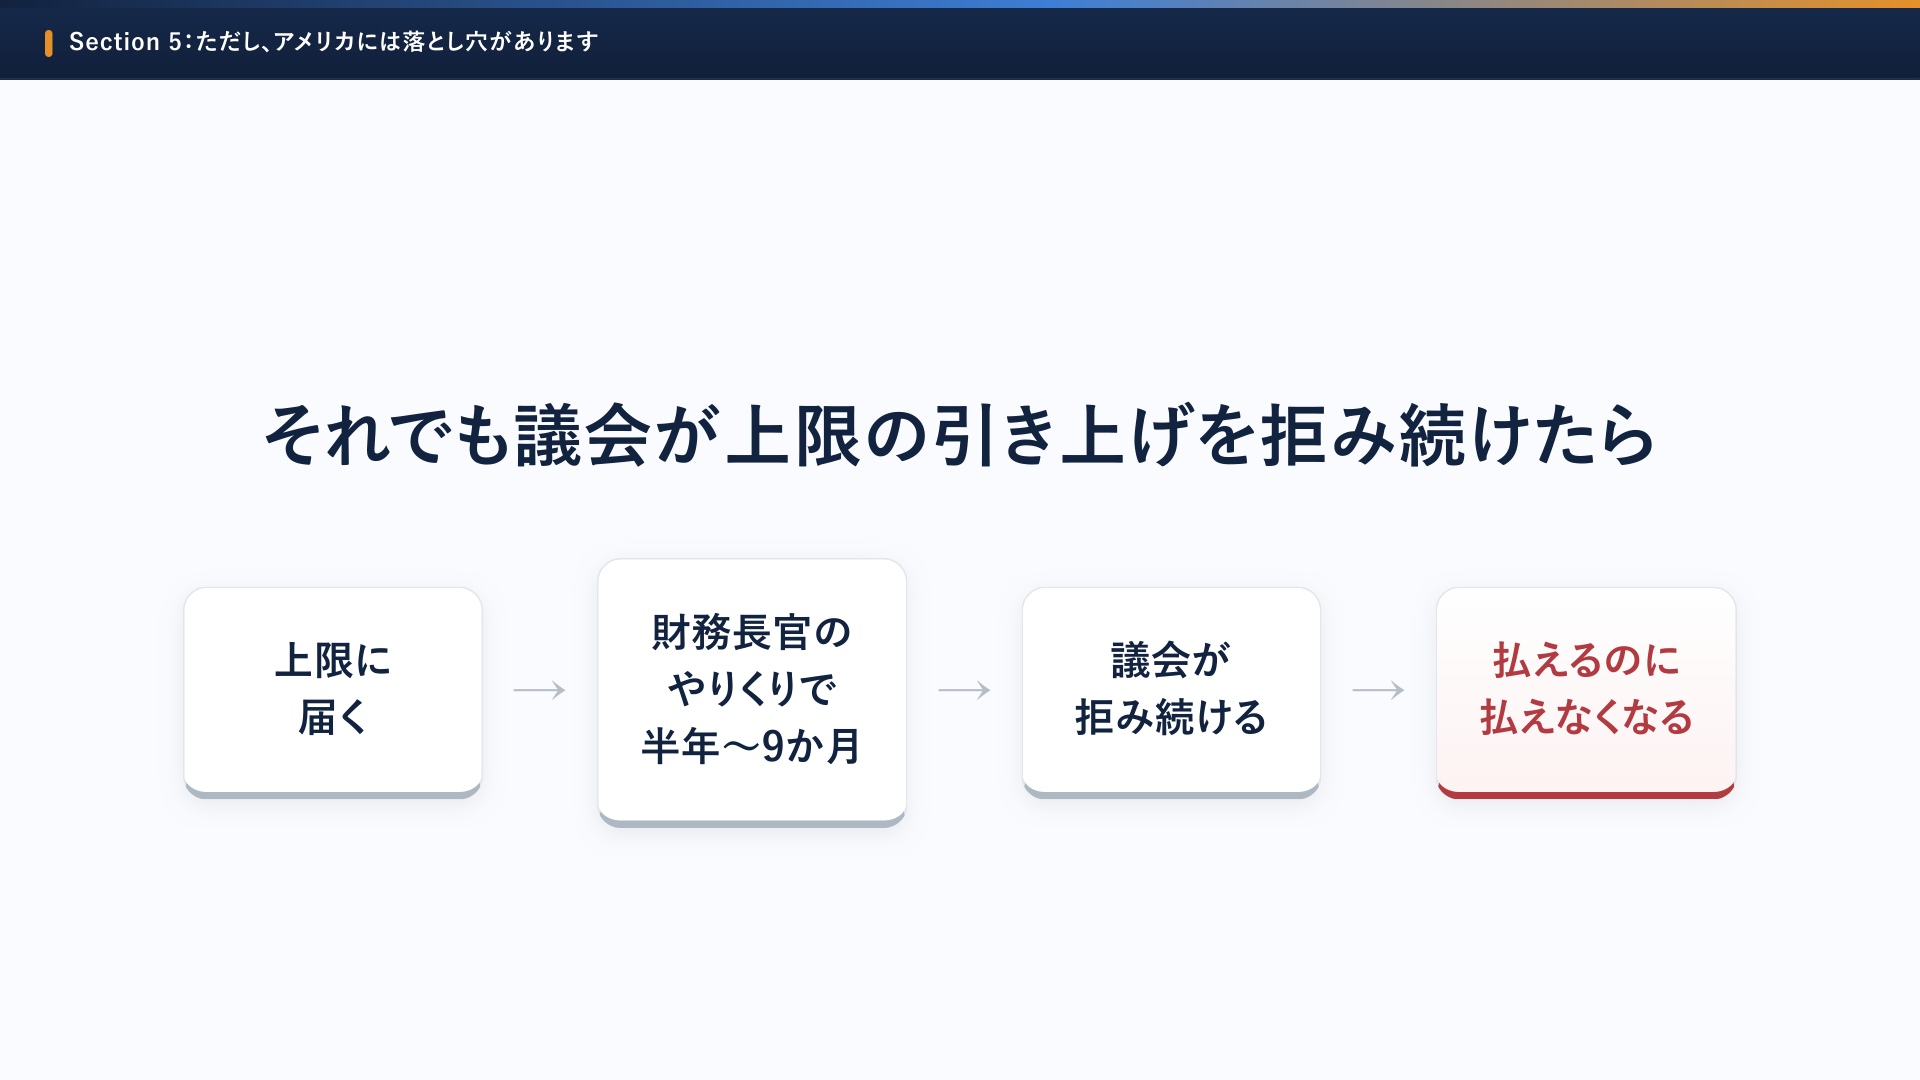 Section 5：ただし、アメリカには落とし穴があります
それでも議会が上限の引き上げを拒み続けたら
上限に
届く
→
財務長官の
やりくりで
半年〜9か月
→
議会が
拒み続ける
→
払えるのに
払えなくなる